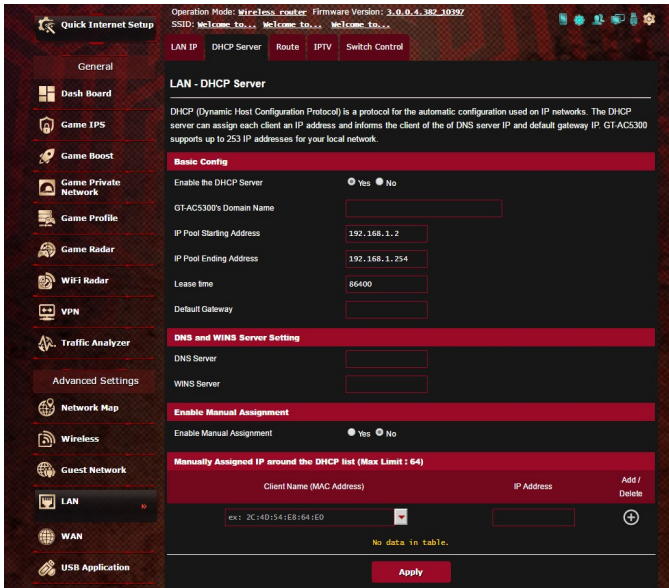 Quick Internet Setup
Operation Mode: Wireless router Firmware Version: 3.0.0.4.382_10397
SSID: Welcome to... Welcome to... Welcome to...
LAN IP DHCP Server Route IPTV Switch Control
General
Dash Board
Game IPS
Game Boost
Game Private Network
Game Profile
Game Radar
WiFi Radar
VPN
Traffic Analyzer
Advanced Settings
Network Map
Wireless
Guest Network
LAN »
WAN
USB Application
LAN - DHCP Server
DHCP (Dynamic Host Configuration Protocol) is a protocol for the automatic configuration used on IP networks. The DHCP
server can assign each client an IP address and informs the client of the of DNS server IP and default gateway IP. GT-AC5300
supports up to 253 IP addresses for your local network.
Basic Config
Enable the DHCP Server Yes No
GT-AC5300's Domain Name
IP Pool Starting Address 192.168.1.2
IP Pool Ending Address 192.168.1.254
Lease time 86400
Default Gateway
DNS and WINS Server Setting
DNS Server
WINS Server
Enable Manual Assignment
Enable Manual Assignment Yes No
Manually Assigned IP around the DHCP list (Max Limit : 64)
Client Name (MAC Address) IP Address Add / Delete
ex: 2C:4D:54:E8:64:E0
No data in table.
Apply